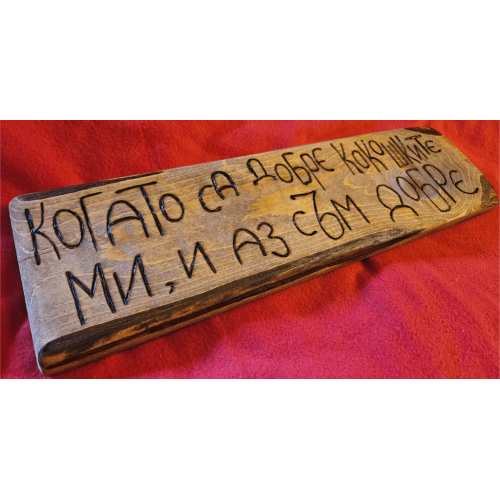 КОГАТО СА ДОБРЕ КОКОШКИТЕ
МИ, И АЗ СЪМ ДОБРЕ